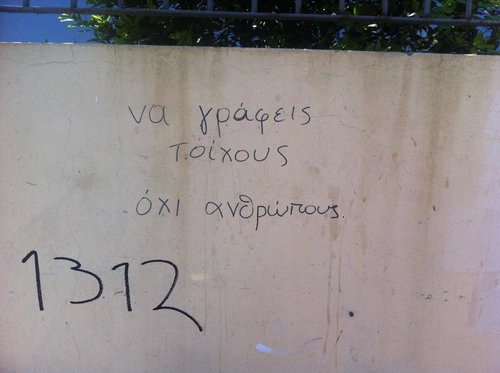 να γράφεις
τοίχους
όχι ανθρώπους.
1312